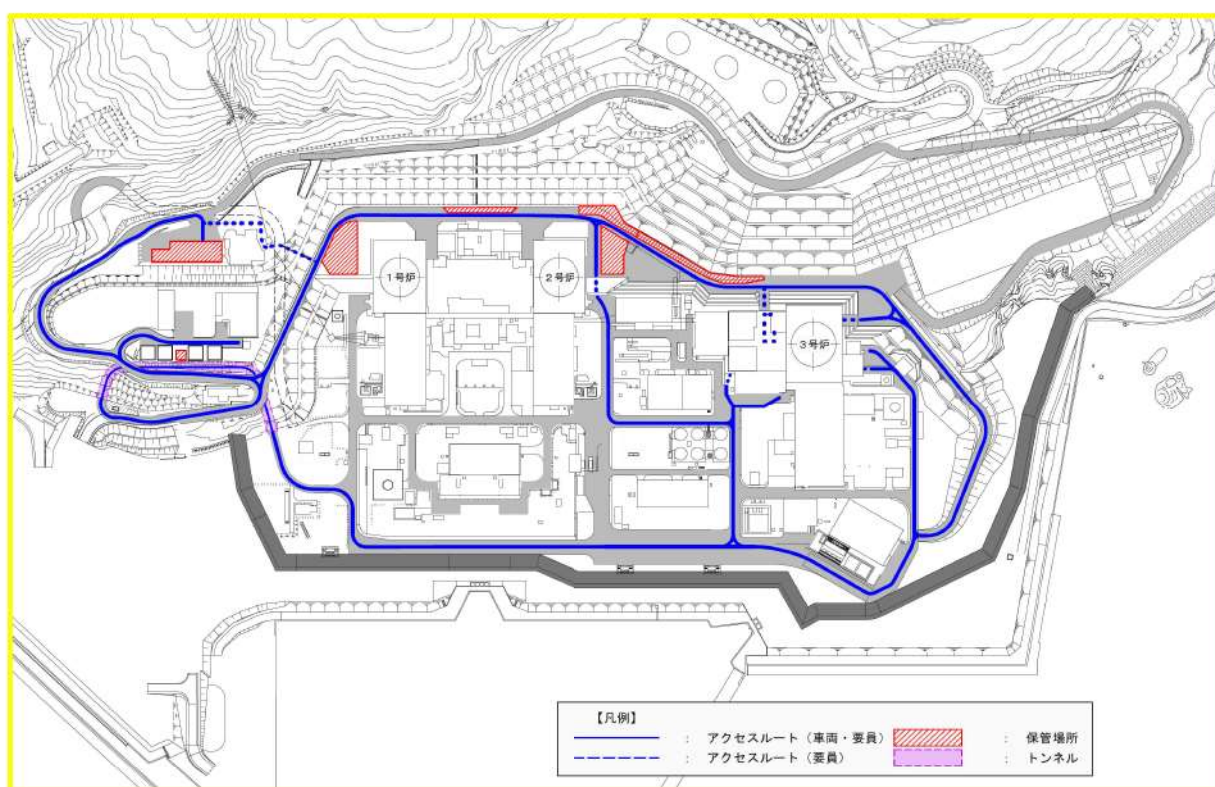 1号炉
2号炉
3号炉
【凡例】
: アクセスルート（車両・要員） : 保管場所
: アクセスルート（要員） : トンネル